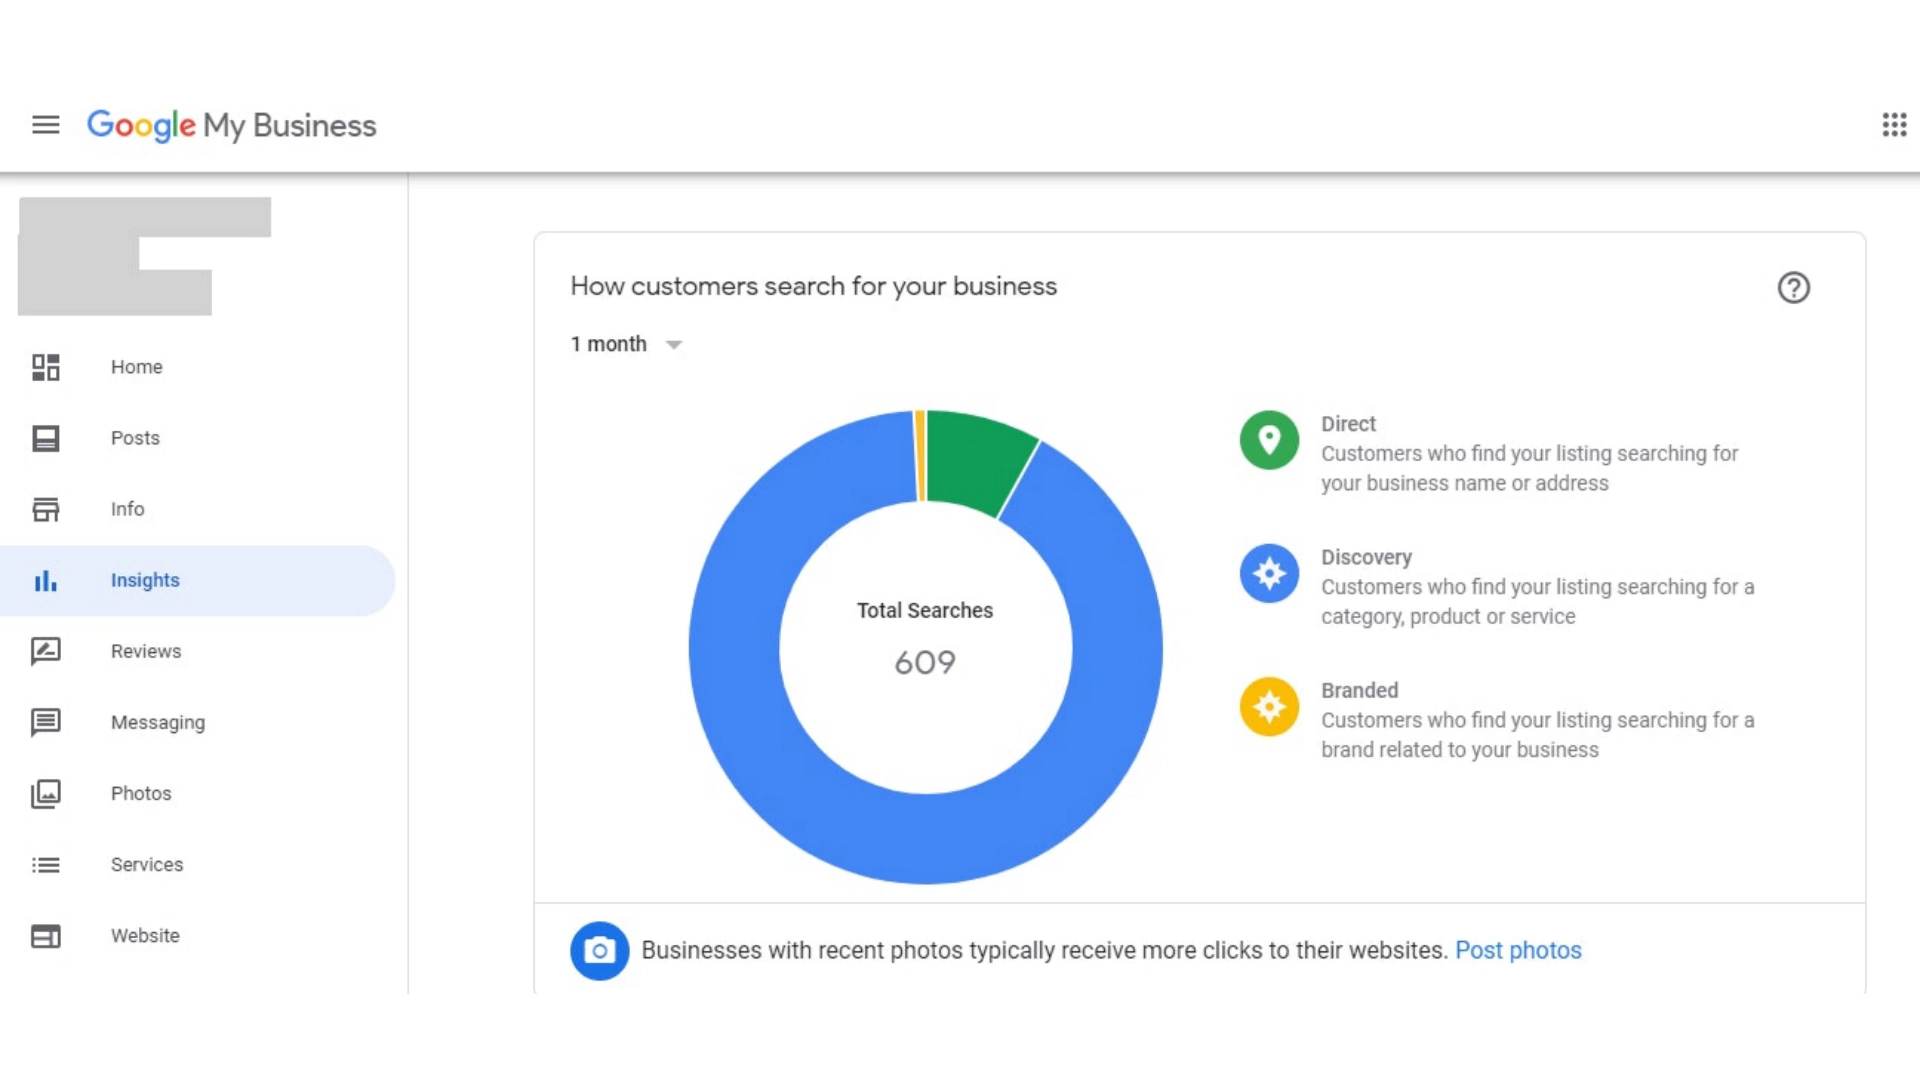 Google My Business
Home
Posts
Info
Insights
Reviews
Messaging
Photos
Services
Website
How customers search for your business
1 month
Total Searches
609
Direct
Customers who find your listing searching for
your business name or address
Discovery
Customers who find your listing searching for a
category, product or service
Branded
Customers who find your listing searching for a
brand related to your business
Businesses with recent photos typically receive more clicks to their websites. Post photos